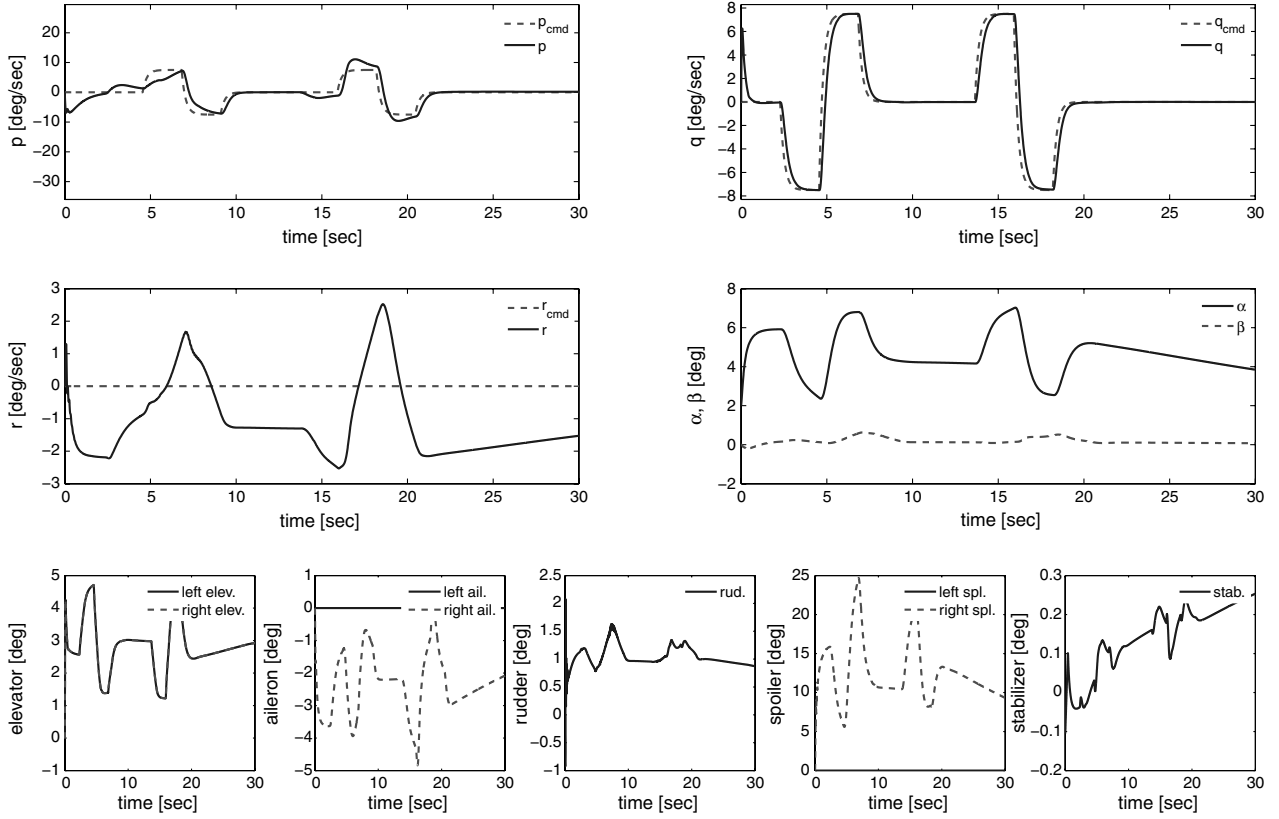 p_cmd
p
20
10
0
−10
−20
−30
p [deg/sec]
0 5 10 15 20 25 30
time [sec]
q_cmd
q
8
6
4
2
0
−2
−4
−6
−8
q [deg/sec]
0 5 10 15 20 25 30
time [sec]
r_cmd
r
3
2
1
0
−1
−2
−3
r [deg/sec]
0 5 10 15 20 25 30
time [sec]
α
β
8
6
4
2
0
−2
α, β [deg]
0 5 10 15 20 25 30
time [sec]
left elev.
right elev.
5
4
3
2
1
0
−1
elevator [deg]
0 10 20 30
time [sec]
left ail.
right ail.
1
0
−1
−2
−3
−4
−5
aileron [deg]
0 10 20 30
time [sec]
rud.
2.5
2
1.5
1
0.5
0
−0.5
−1
rudder [deg]
0 10 20 30
time [sec]
left spl.
right spl.
25
20
15
10
5
0
spoiler [deg]
0 10 20 30
time [sec]
stab.
0.3
0.2
0.1
0
−0.1
−0.2
stabilizer [deg]
0 10 20 30
time [sec]